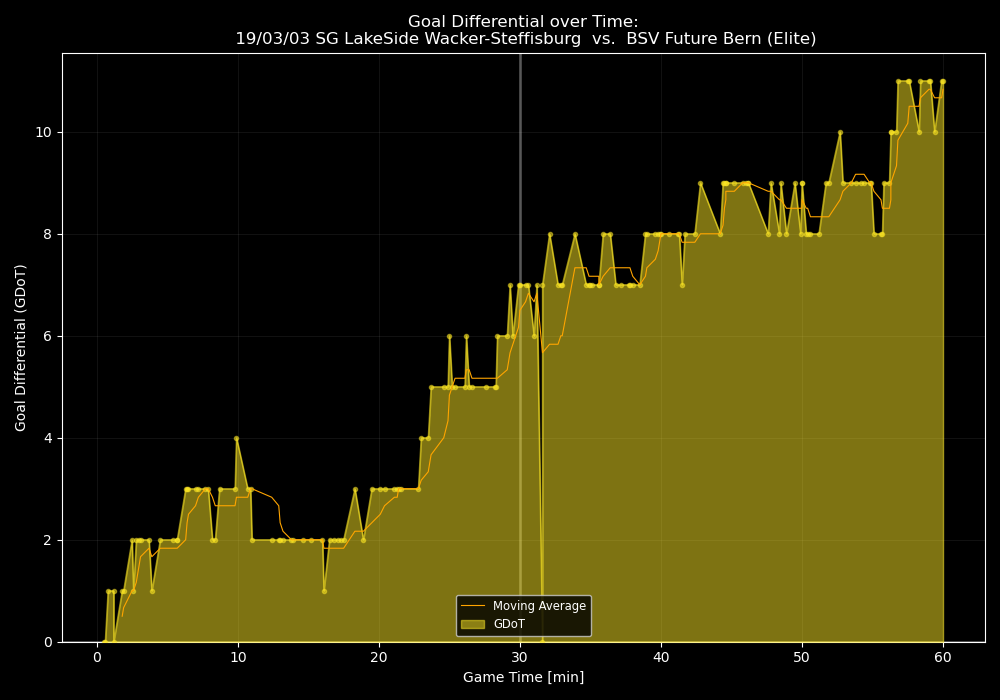 Goal Differential over Time:
19/03/03 SG LakeSide Wacker-Steffisburg  vs.  BSV Future Bern (Elite)
Goal Differential (GDoT)
10
8
6
4
2
0
Moving Average
GDoT
0 10 20 30 40 50 60
Game Time [min]